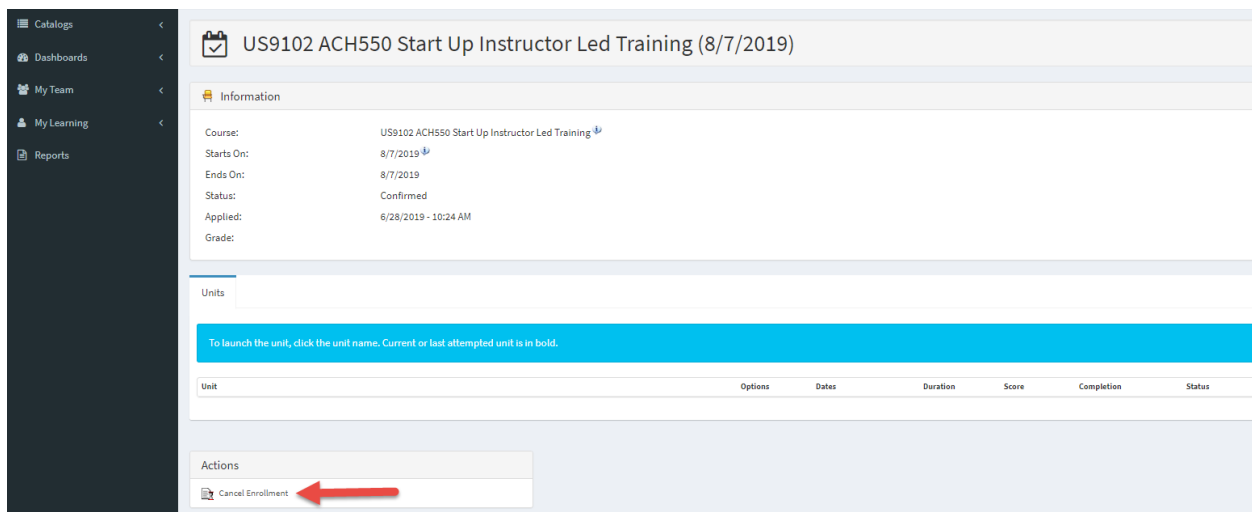 Catalogs
Dashboards
My Team
My Learning
Reports
US9102 ACH550 Start Up Instructor Led Training (8/7/2019)
Information
Course: US9102 ACH550 Start Up Instructor Led Training
Starts On: 8/7/2019
Ends On: 8/7/2019
Status: Confirmed
Applied: 6/28/2019 - 10:24 AM
Grade:
Units
To launch the unit, click the unit name. Current or last attempted unit is in bold.
Unit Options Dates Duration Score Completion Status
Actions
Cancel Enrollment